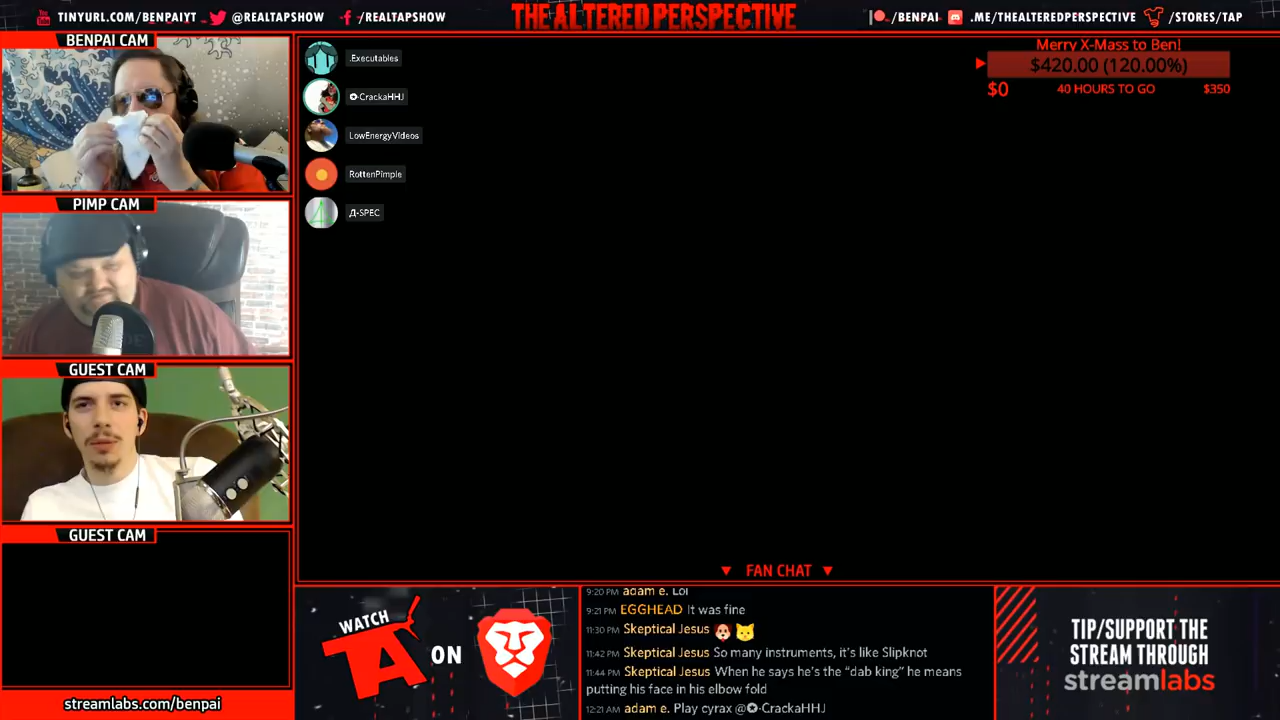 TINYURL.COM/BENPAIYT @REALTAPSHOW /REALTAPSHOW
THE ALTERED PERSPECTIVE
/BENPAI .ME/THEALTEREDPERSPECTIVE /STORES/TAP
BENPAI CAM
PIMP CAM
GUEST CAM
GUEST CAM
streamlabs.com/benpai
.Executables
✪·CrackaHHJ
LowEnergyVideos
RottenPimple
Д-SPEC
Merry X-Mass to Ben!
$420.00 (120.00%)
$0 40 HOURS TO GO $350
▼ FAN CHAT ▼
WATCH
TA ON
9:20 PM adam e. Lol
9:21 PM EGGHEAD It was fine
11:30 PM Skeptical Jesus
11:42 PM Skeptical Jesus So many instruments, it's like Slipknot
11:44 PM Skeptical Jesus When he says he's the “dab king” he means
putting his face in his elbow fold
12:21 AM adam e. Play cyrax @✪·CrackaHHJ
TIP/SUPPORT THE
STREAM THROUGH
streamlabs